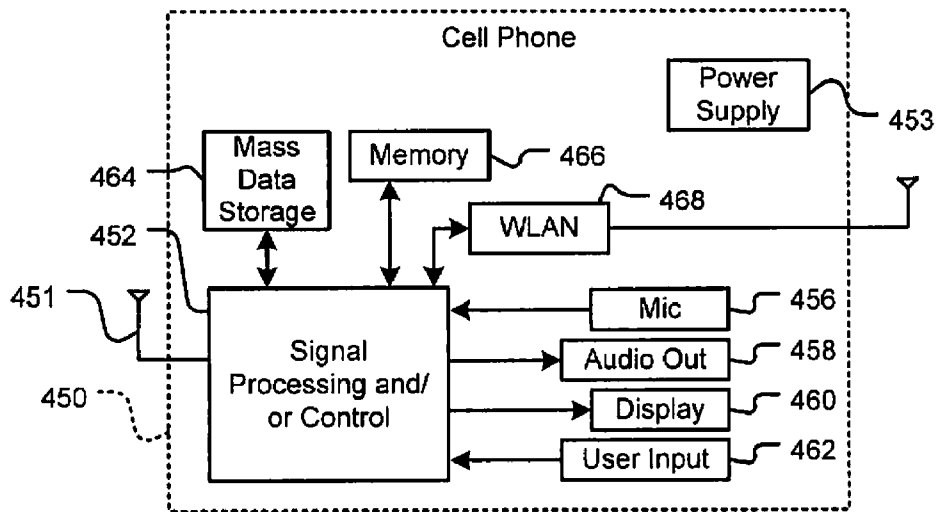 Cell Phone
Power
Supply
453
Mass
Data
Storage
464
Memory
466
468
WLAN
452
451
Mic
456
Signal
Processing and/
or Control
Audio Out
458
450
Display
460
User Input
462